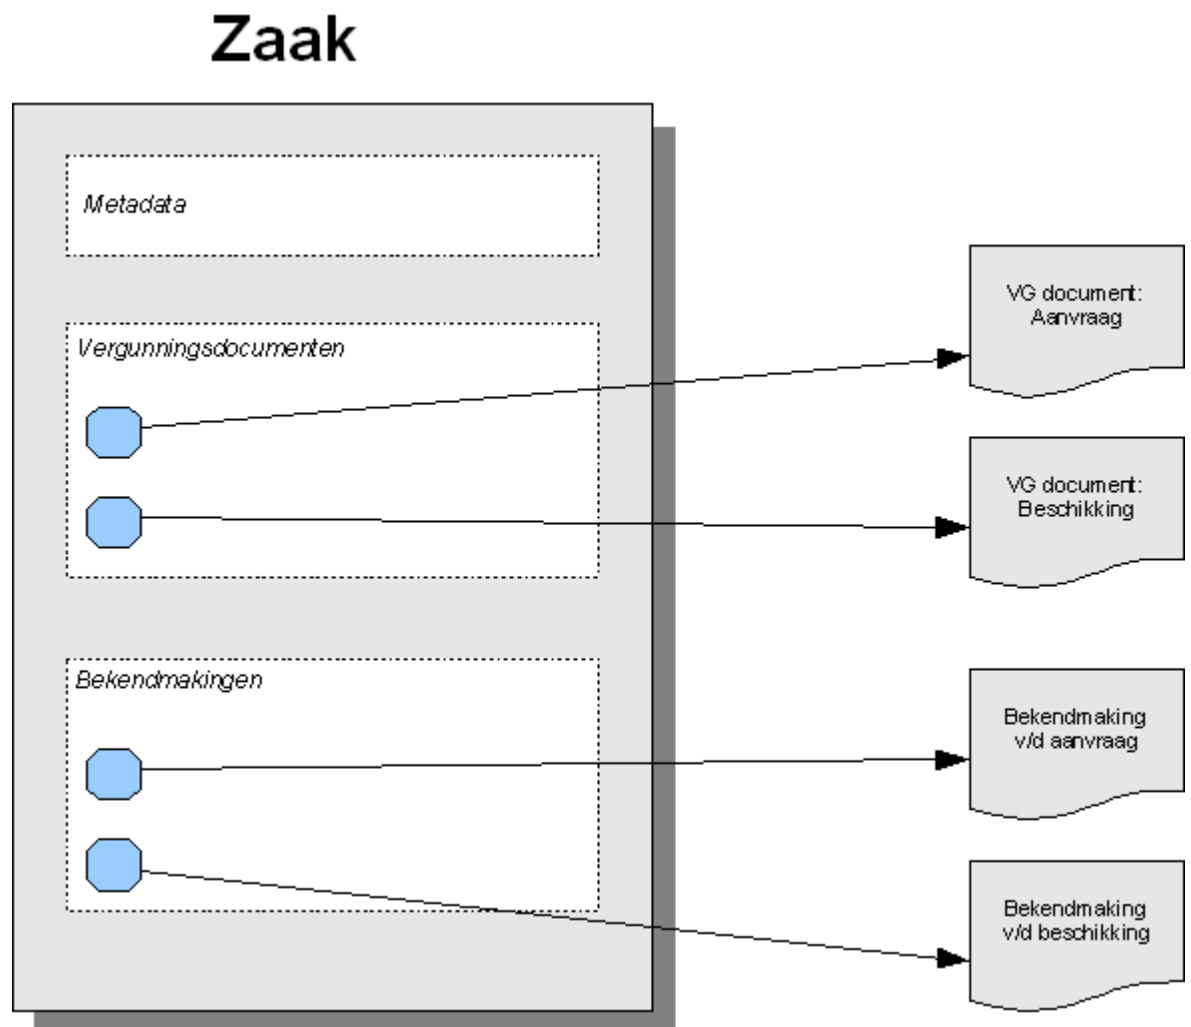 Zaak
Metadata
Vergunningsdocumenten
Bekendmakingen
VG document:
Aanvraag
VG document:
Beschikking
Bekendmaking
v/d aanvraag
Bekendmaking
v/d beschikking